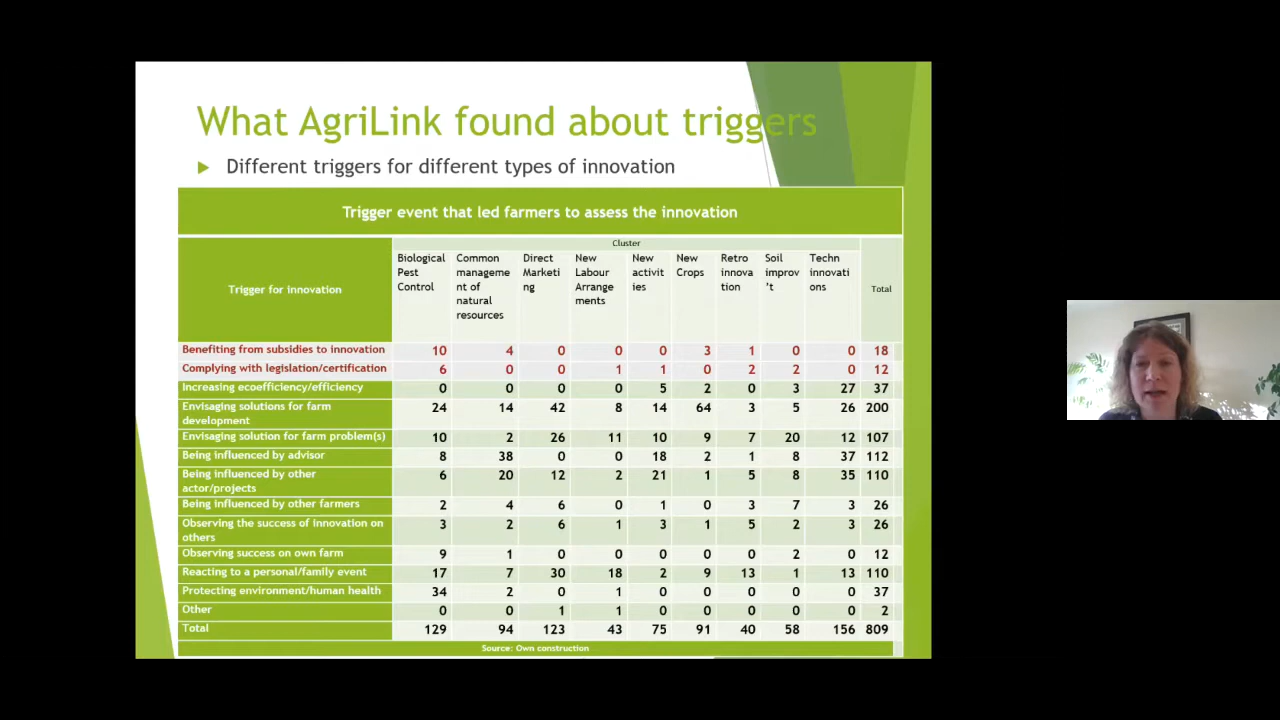 What AgriLink found about triggers
Different triggers for different types of innovation
Trigger event that led farmers to assess the innovation
Trigger for innovation
Cluster
Total
Biological
Pest
Control
Common
manageme
nt of
natural
resources
Direct
Marketi
ng
New
Labour
Arrange
ments
New
activit
ies
New
Crops
Retro
innova
tion
Soil
improv
't
Techn
innovati
ons
Benefiting from subsidies to innovation 10 4 0 0 0 3 1 0 0 18
Complying with legislation/certification 6 0 0 1 1 0 2 2 0 12
Increasing ecoefficiency/efficiency 0 0 0 0 5 2 0 3 27 37
Envisaging solutions for farm
development 24 14 42 8 14 64 3 5 26 200
Envisaging solution for farm problem(s) 10 2 26 11 10 9 7 20 12 107
Being influenced by advisor 8 38 0 0 18 2 1 8 37 112
Being influenced by other
actor/projects 6 20 12 2 21 1 5 8 35 110
Being influenced by other farmers 2 4 6 0 1 0 3 7 3 26
Observing the success of innovation on
others 3 2 6 1 3 1 5 2 3 26
Observing success on own farm 9 1 0 0 0 0 0 2 0 12
Reacting to a personal/family event 17 7 30 18 2 9 13 1 13 110
Protecting environment/human health 34 2 0 1 0 0 0 0 0 37
Other 0 0 1 1 0 0 0 0 0 2
Total 129 94 123 43 75 91 40 58 156 809
Source: Own construction